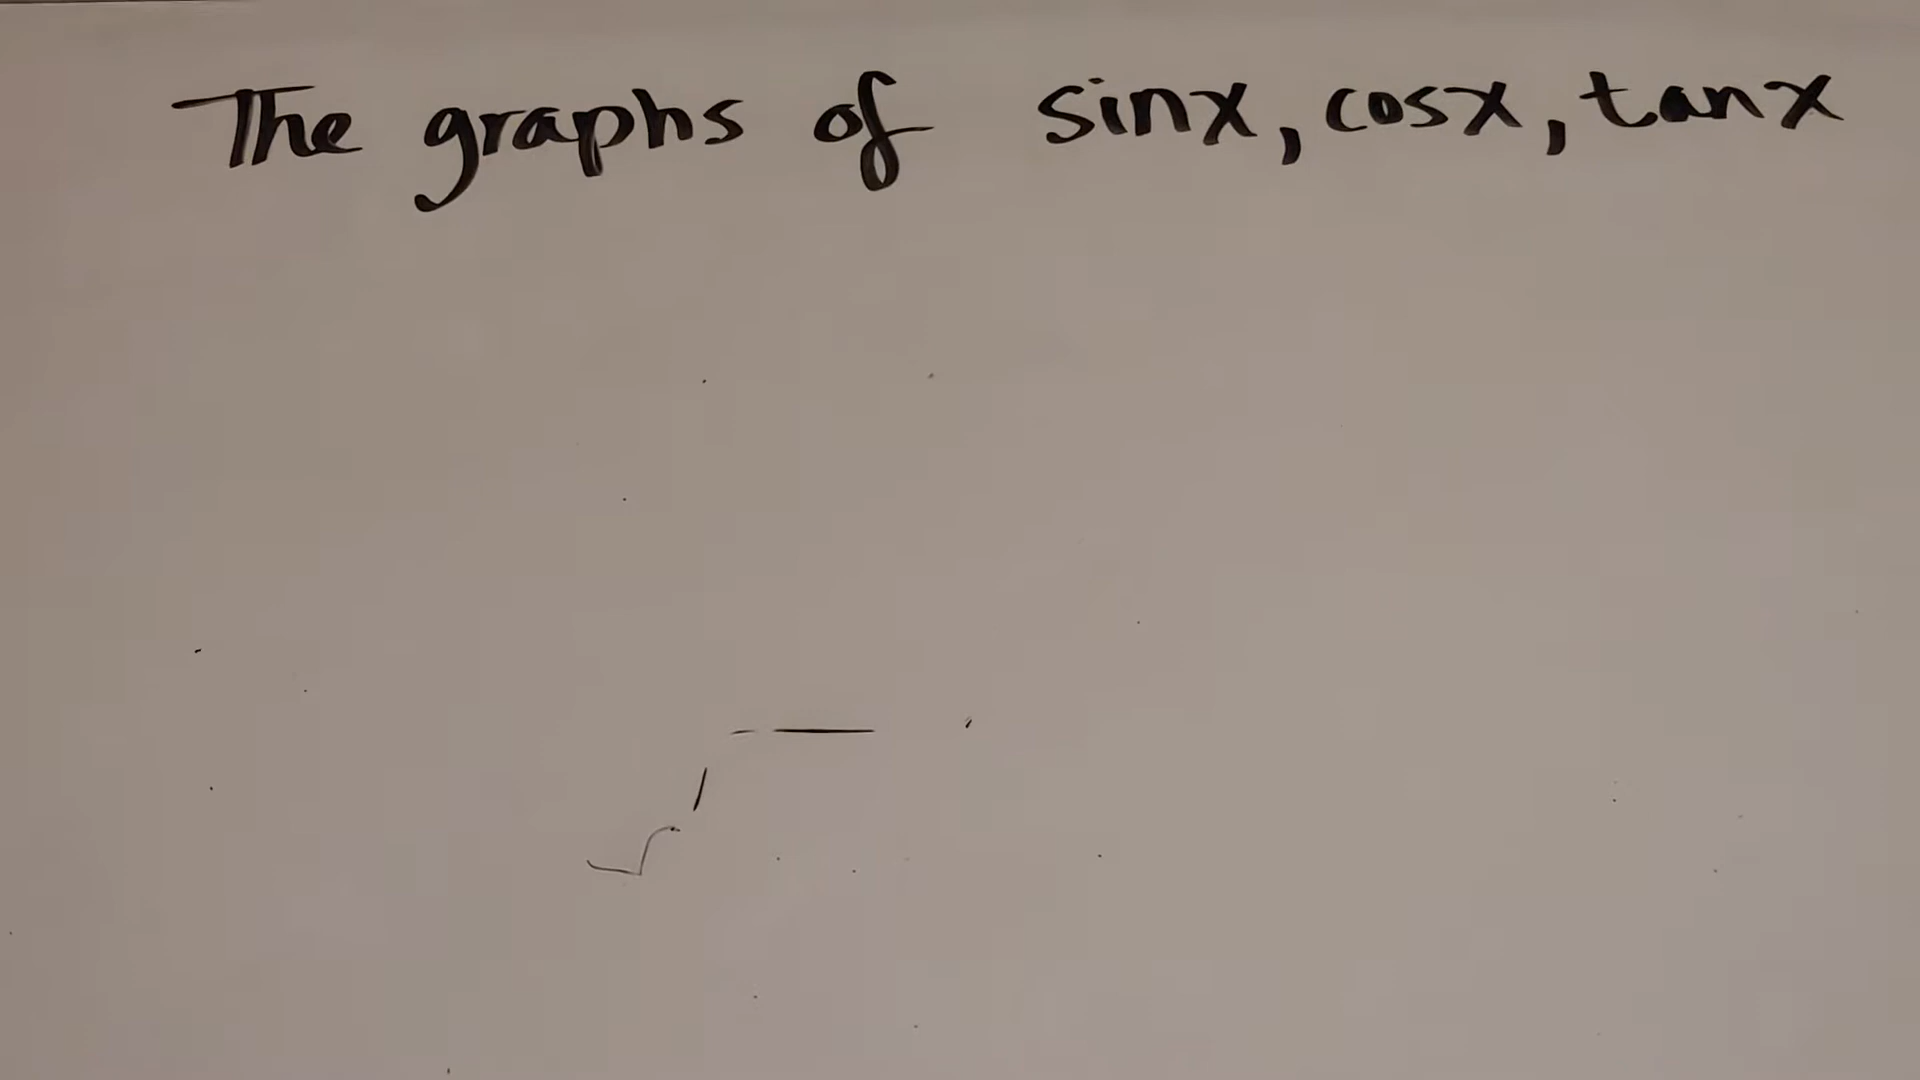 The graphs of sinx, cosx, tanx